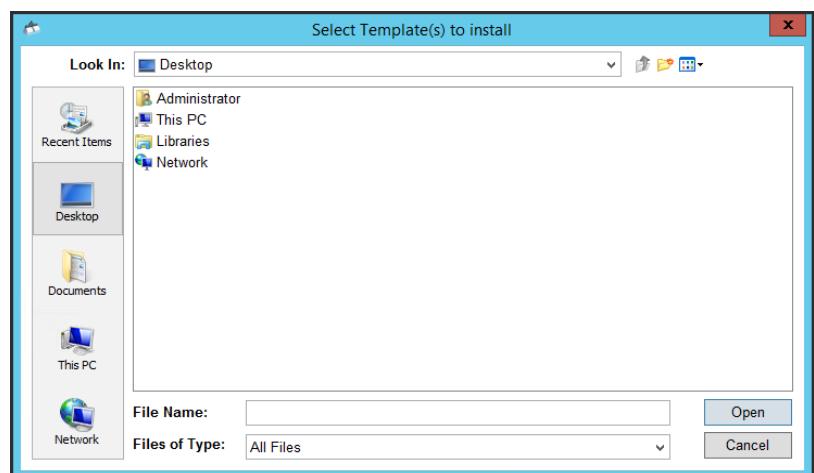 Select Template(s) to install
x
Look In:
Desktop
Recent Items
Desktop
Documents
This PC
Network
Administrator
This PC
Libraries
Network
File Name:
Open
Files of Type:
All Files
Cancel